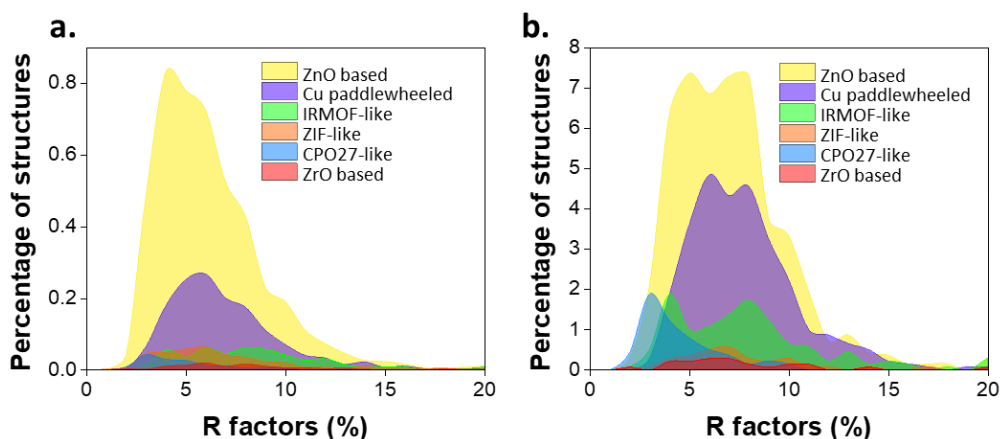 a.
Percentage of structures
0.8
0.6
0.4
0.2
0.0
ZnO based
Cu paddlewheeled
IRMOF-like
ZIF-like
CPO27-like
ZrO based
0 5 10 15 20
R factors (%)
b.
Percentage of structures
8
7
6
5
4
3
2
1
0
ZnO based
Cu paddlewheeled
IRMOF-like
ZIF-like
CPO27-like
ZrO based
0 5 10 15 20
R factors (%)